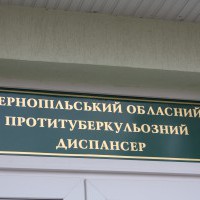 ЕРНОПІЛЬСЬКИЙ ОБЛАСНИЙ
ПРОТИТУБЕРКУЛЬОЗНИЙ
ДИСПАНСЕР